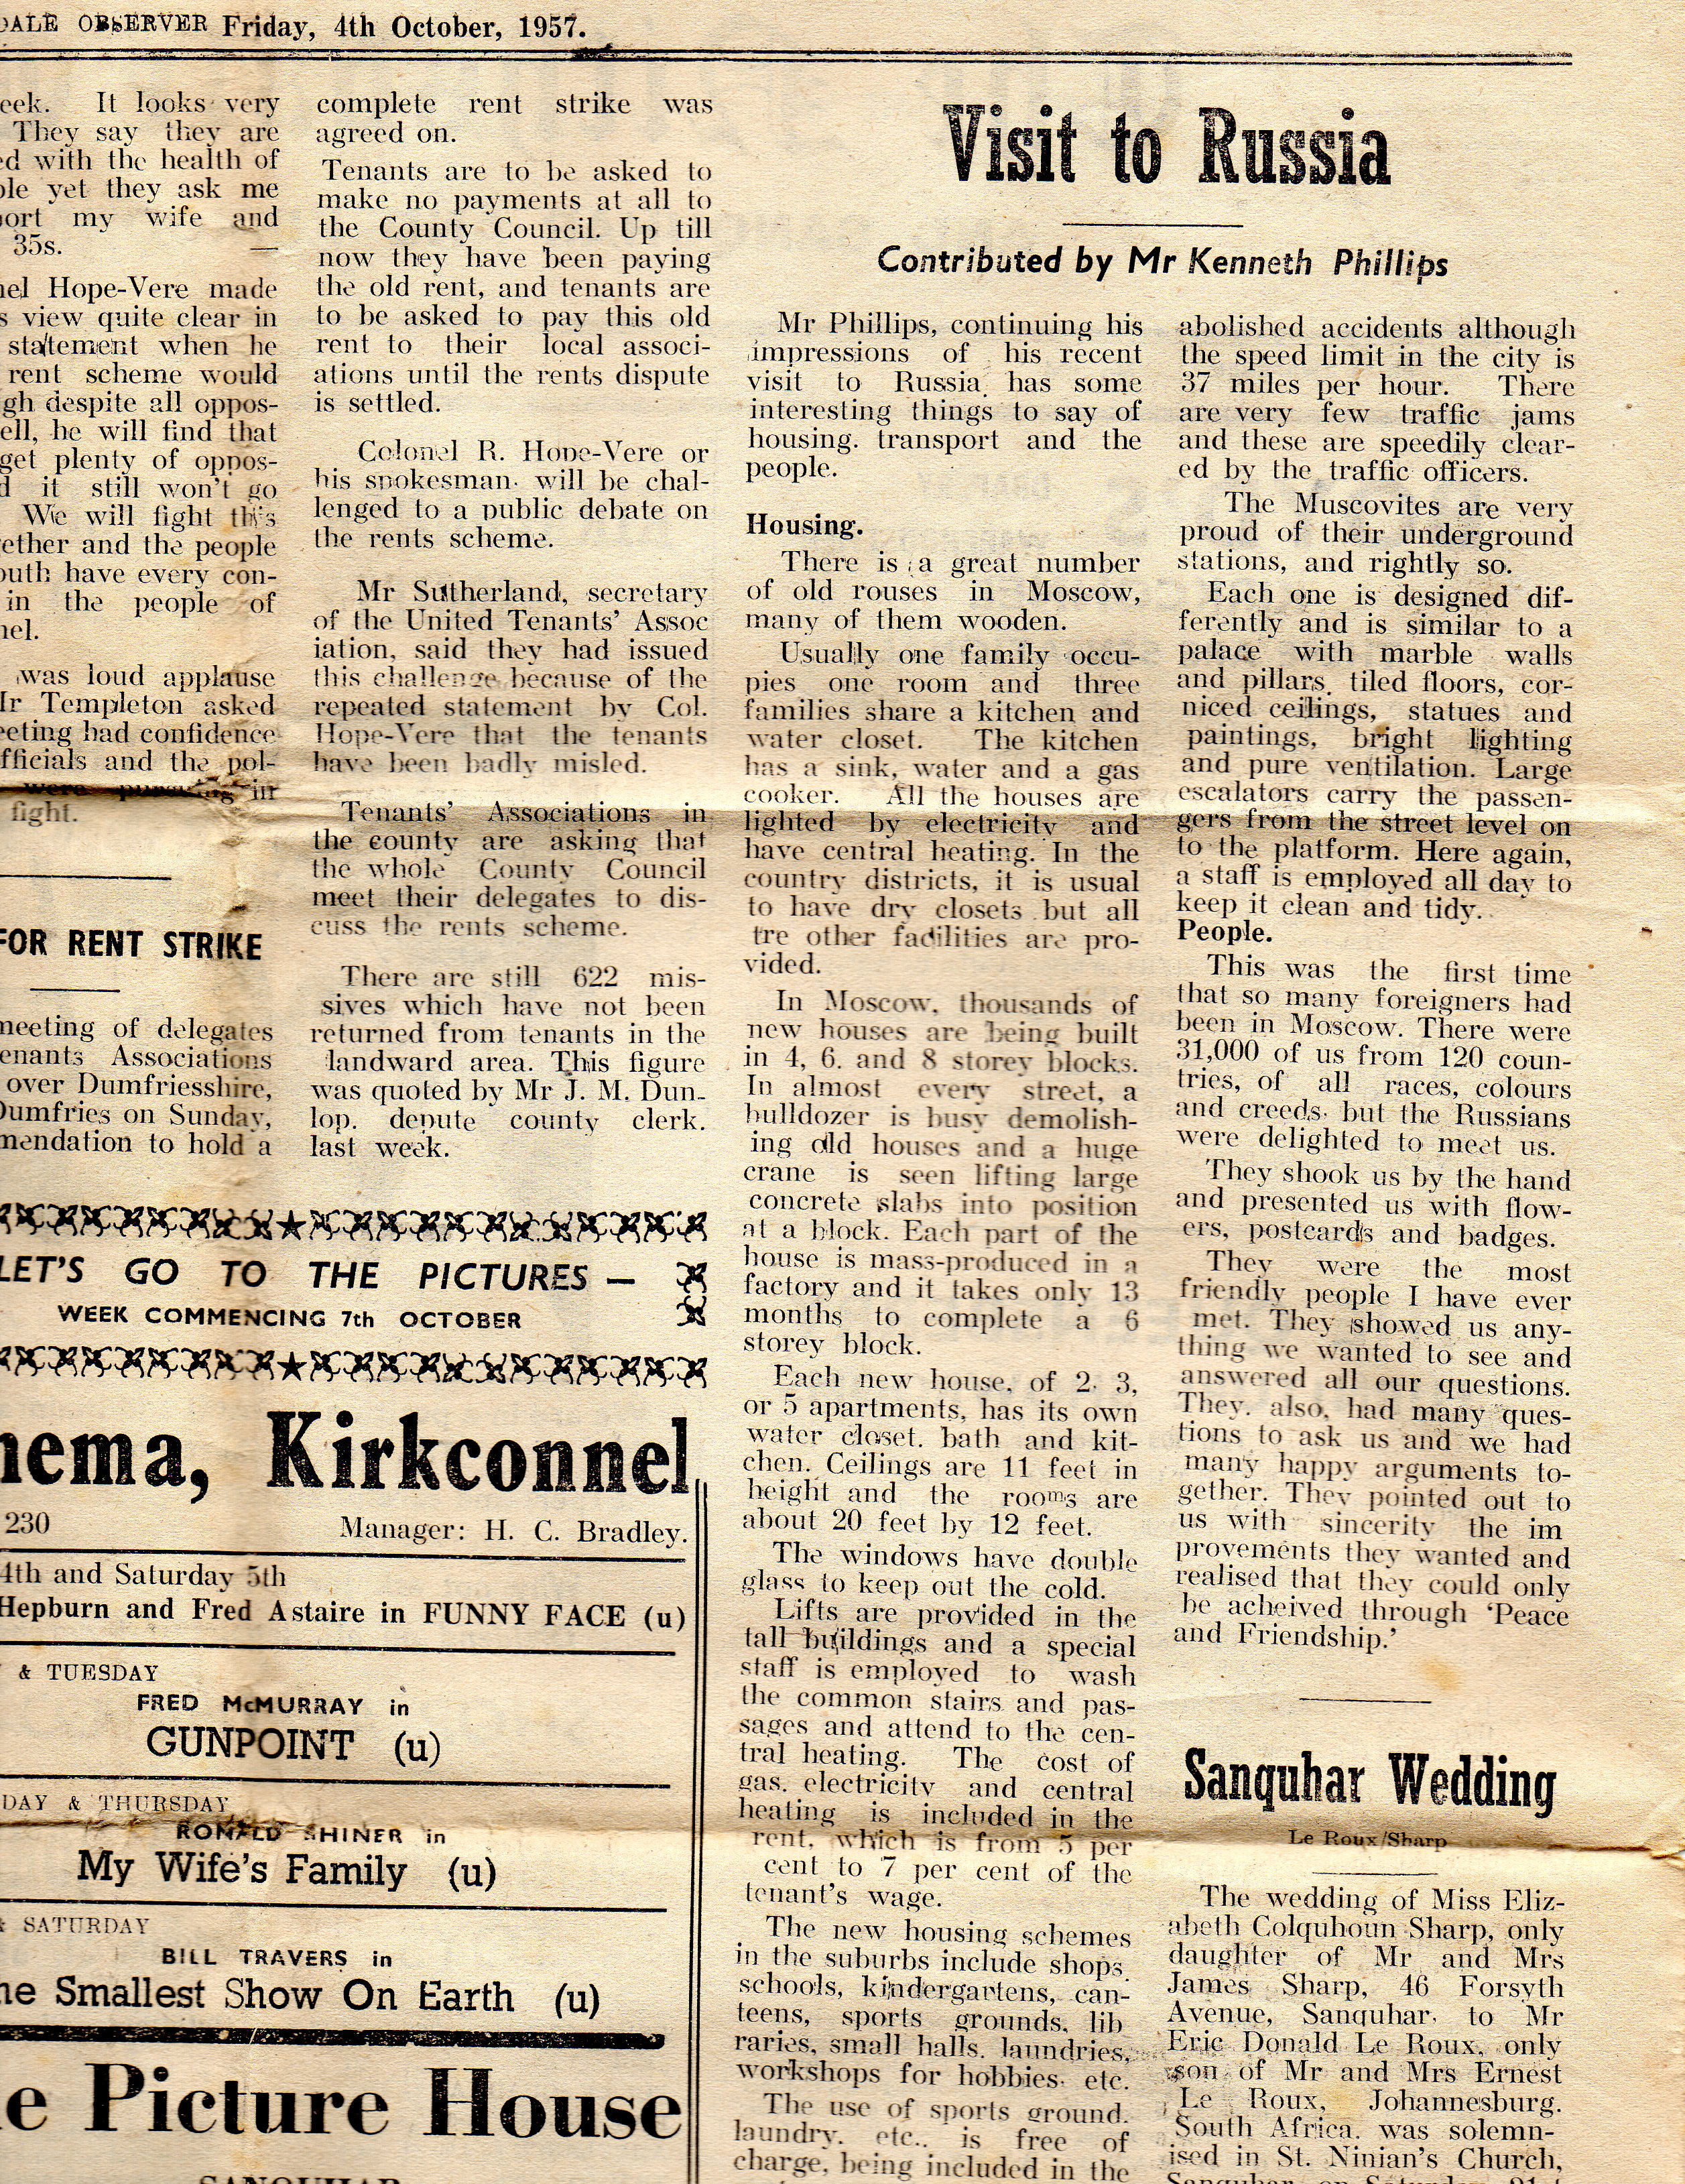 DALE OBSERVER Friday, 4th October, 1957.
eek. It looks very
They say they are
ed with the health of
ple yet they ask me
port my wife and
35s.
nel Hope-Vere made
s view quite clear in
statement when he
rent scheme would
gh despite all oppos-
ell, he will find that
get plenty of oppos-
d it still won't go
We will fight this
ether and the people
outh have every con-
in the people of
nel.
was loud applause
Mr Templeton asked
eeting had confidence
fficials and the pol-
were pursuing in
fight.
FOR RENT STRIKE
meeting of delegates
enants Associations
over Dumfriesshire,
Dumfries on Sunday,
mendation to hold a
complete rent strike was
agreed on.
Tenants are to be asked to
make no payments at all to
the County Council. Up till
now they have been paying
the old rent, and tenants are
to be asked to pay this old
rent to their local associ-
ations until the rents dispute
is settled.
Colonel R. Hope-Vere or
his spokesman will be chal-
lenged to a public debate on
the rents scheme.
Mr Sutherland, secretary
of the United Tenants' Assoc
iation, said they had issued
this challenge because of the
repeated statement by Col.
Hope-Vere that the tenants
have been badly misled.
Tenants' Associations in
the county are asking that
the whole County Council
meet their delegates to dis-
cuss the rents scheme.
There are still 622 mis-
sives which have not been
returned from tenants in the
landward area. This figure
was quoted by Mr J. M. Dun-
lop. depute county clerk.
last week.
LET'S GO TO THE PICTURES —
WEEK COMMENCING 7th OCTOBER
nema, Kirkconnel
230
Manager: H. C. Bradley.
4th and Saturday 5th
Hepburn and Fred Astaire in FUNNY FACE (u)
& TUESDAY
FRED McMURRAY in
GUNPOINT (u)
DAY & THURSDAY
RONALD SHINER in
My Wife's Family (u)
& SATURDAY
BILL TRAVERS in
he Smallest Show On Earth (u)
e Picture House
SANQUHAR
Visit to Russia
Contributed by Mr Kenneth Phillips
Mr Phillips, continuing his
impressions of his recent
visit to Russia has some
interesting things to say of
housing. transport and the
people.
Housing.
There is a great number
of old rouses in Moscow,
many of them wooden.
Usually one family occu-
pies one room and three
families share a kitchen and
water closet. The kitchen
has a sink, water and a gas
cooker. All the houses are
lighted by electricity and
have central heating. In the
country districts, it is usual
to have dry closets but all
tre other facilities are pro-
vided.
In Moscow, thousands of
new houses are being built
in 4, 6. and 8 storey blocks.
In almost every street, a
bulldozer is busy demolish-
ing old houses and a huge
crane is seen lifting large
concrete slabs into position
at a block. Each part of the
house is mass-produced in a
factory and it takes only 13
months to complete a 6
storey block.
Each new house, of 2. 3,
or 5 apartments, has its own
water closet. bath and kit-
chen. Ceilings are 11 feet in
height and the rooms are
about 20 feet by 12 feet.
The windows have double
glass to keep out the cold.
Lifts are provided in the
tall buildings and a special
staff is employed to wash
the common stairs and pas-
sages and attend to the cen-
tral heating. The cost of
gas. electricity and central
heating is included in the
rent. which is from 5 per
cent to 7 per cent of the
tenant's wage.
The new housing schemes
in the suburbs include shops.
schools, kindergartens, can-
teens, sports grounds, lib
raries, small halls. laundries,
workshops for hobbies. etc.
The use of sports ground.
laundry. etc.. is free of
charge, being included in the
abolished accidents although
the speed limit in the city is
37 miles per hour. There
are very few traffic jams
and these are speedily clear-
ed by the traffic officers.
The Muscovites are very
proud of their underground
stations, and rightly so.
Each one is designed dif-
ferently and is similar to a
palace with marble walls
and pillars, tiled floors, cor-
niced ceilings, statues and
paintings, bright lighting
and pure ventilation. Large
escalators carry the passen-
gers from the street level on
to the platform. Here again,
a staff is employed all day to
keep it clean and tidy.
People.
This was the first time
that so many foreigners had
been in Moscow. There were
31,000 of us from 120 coun-
tries, of all races, colours
and creeds. but the Russians
were delighted to meet us.
They shook us by the hand
and presented us with flow-
ers, postcards and badges.
They were the most
friendly people I have ever
met. They showed us any-
thing we wanted to see and
answered all our questions.
They. also, had many ques-
tions to ask us and we had
many happy arguments to-
gether. They pointed out to
us with sincerity the im
provements they wanted and
realised that they could only
be acheived through 'Peace
and Friendship.'
Sanquhar Wedding
Le Roux/Sharp
The wedding of Miss Eliz-
abeth Colquhoun Sharp, only
daughter of Mr and Mrs
James Sharp, 46 Forsyth
Avenue, Sanquhar. to Mr
Eric Donald Le Roux, only
son of Mr and Mrs Ernest
Le Roux, Johannesburg.
South Africa. was solemn-
ised in St. Ninian's Church,
Sanquhar on Saturday 21st